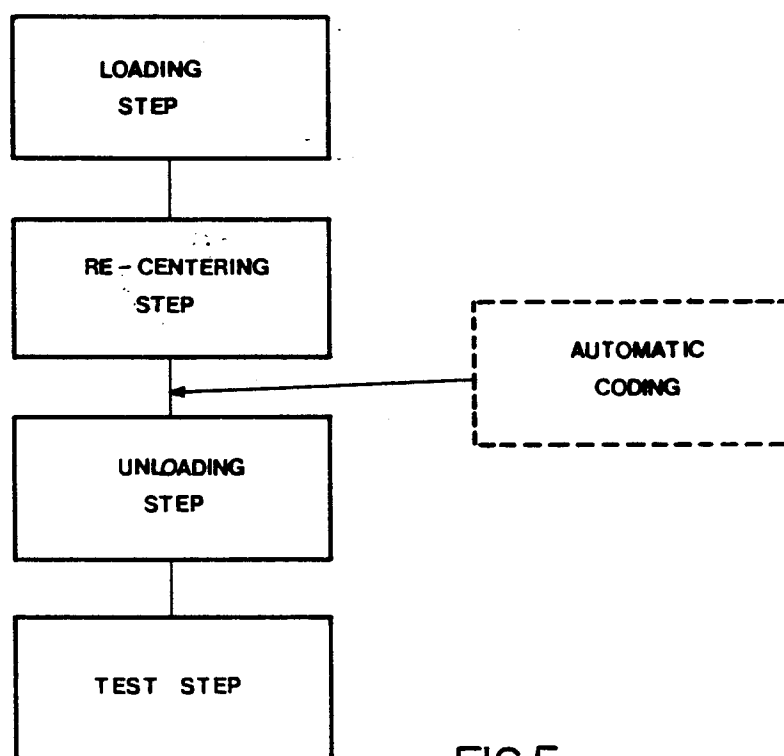 LOADING
STEP
RE-CENTERING
STEP
AUTOMATIC
CODING
UNLOADING
STEP
TEST STEP
FIG.5